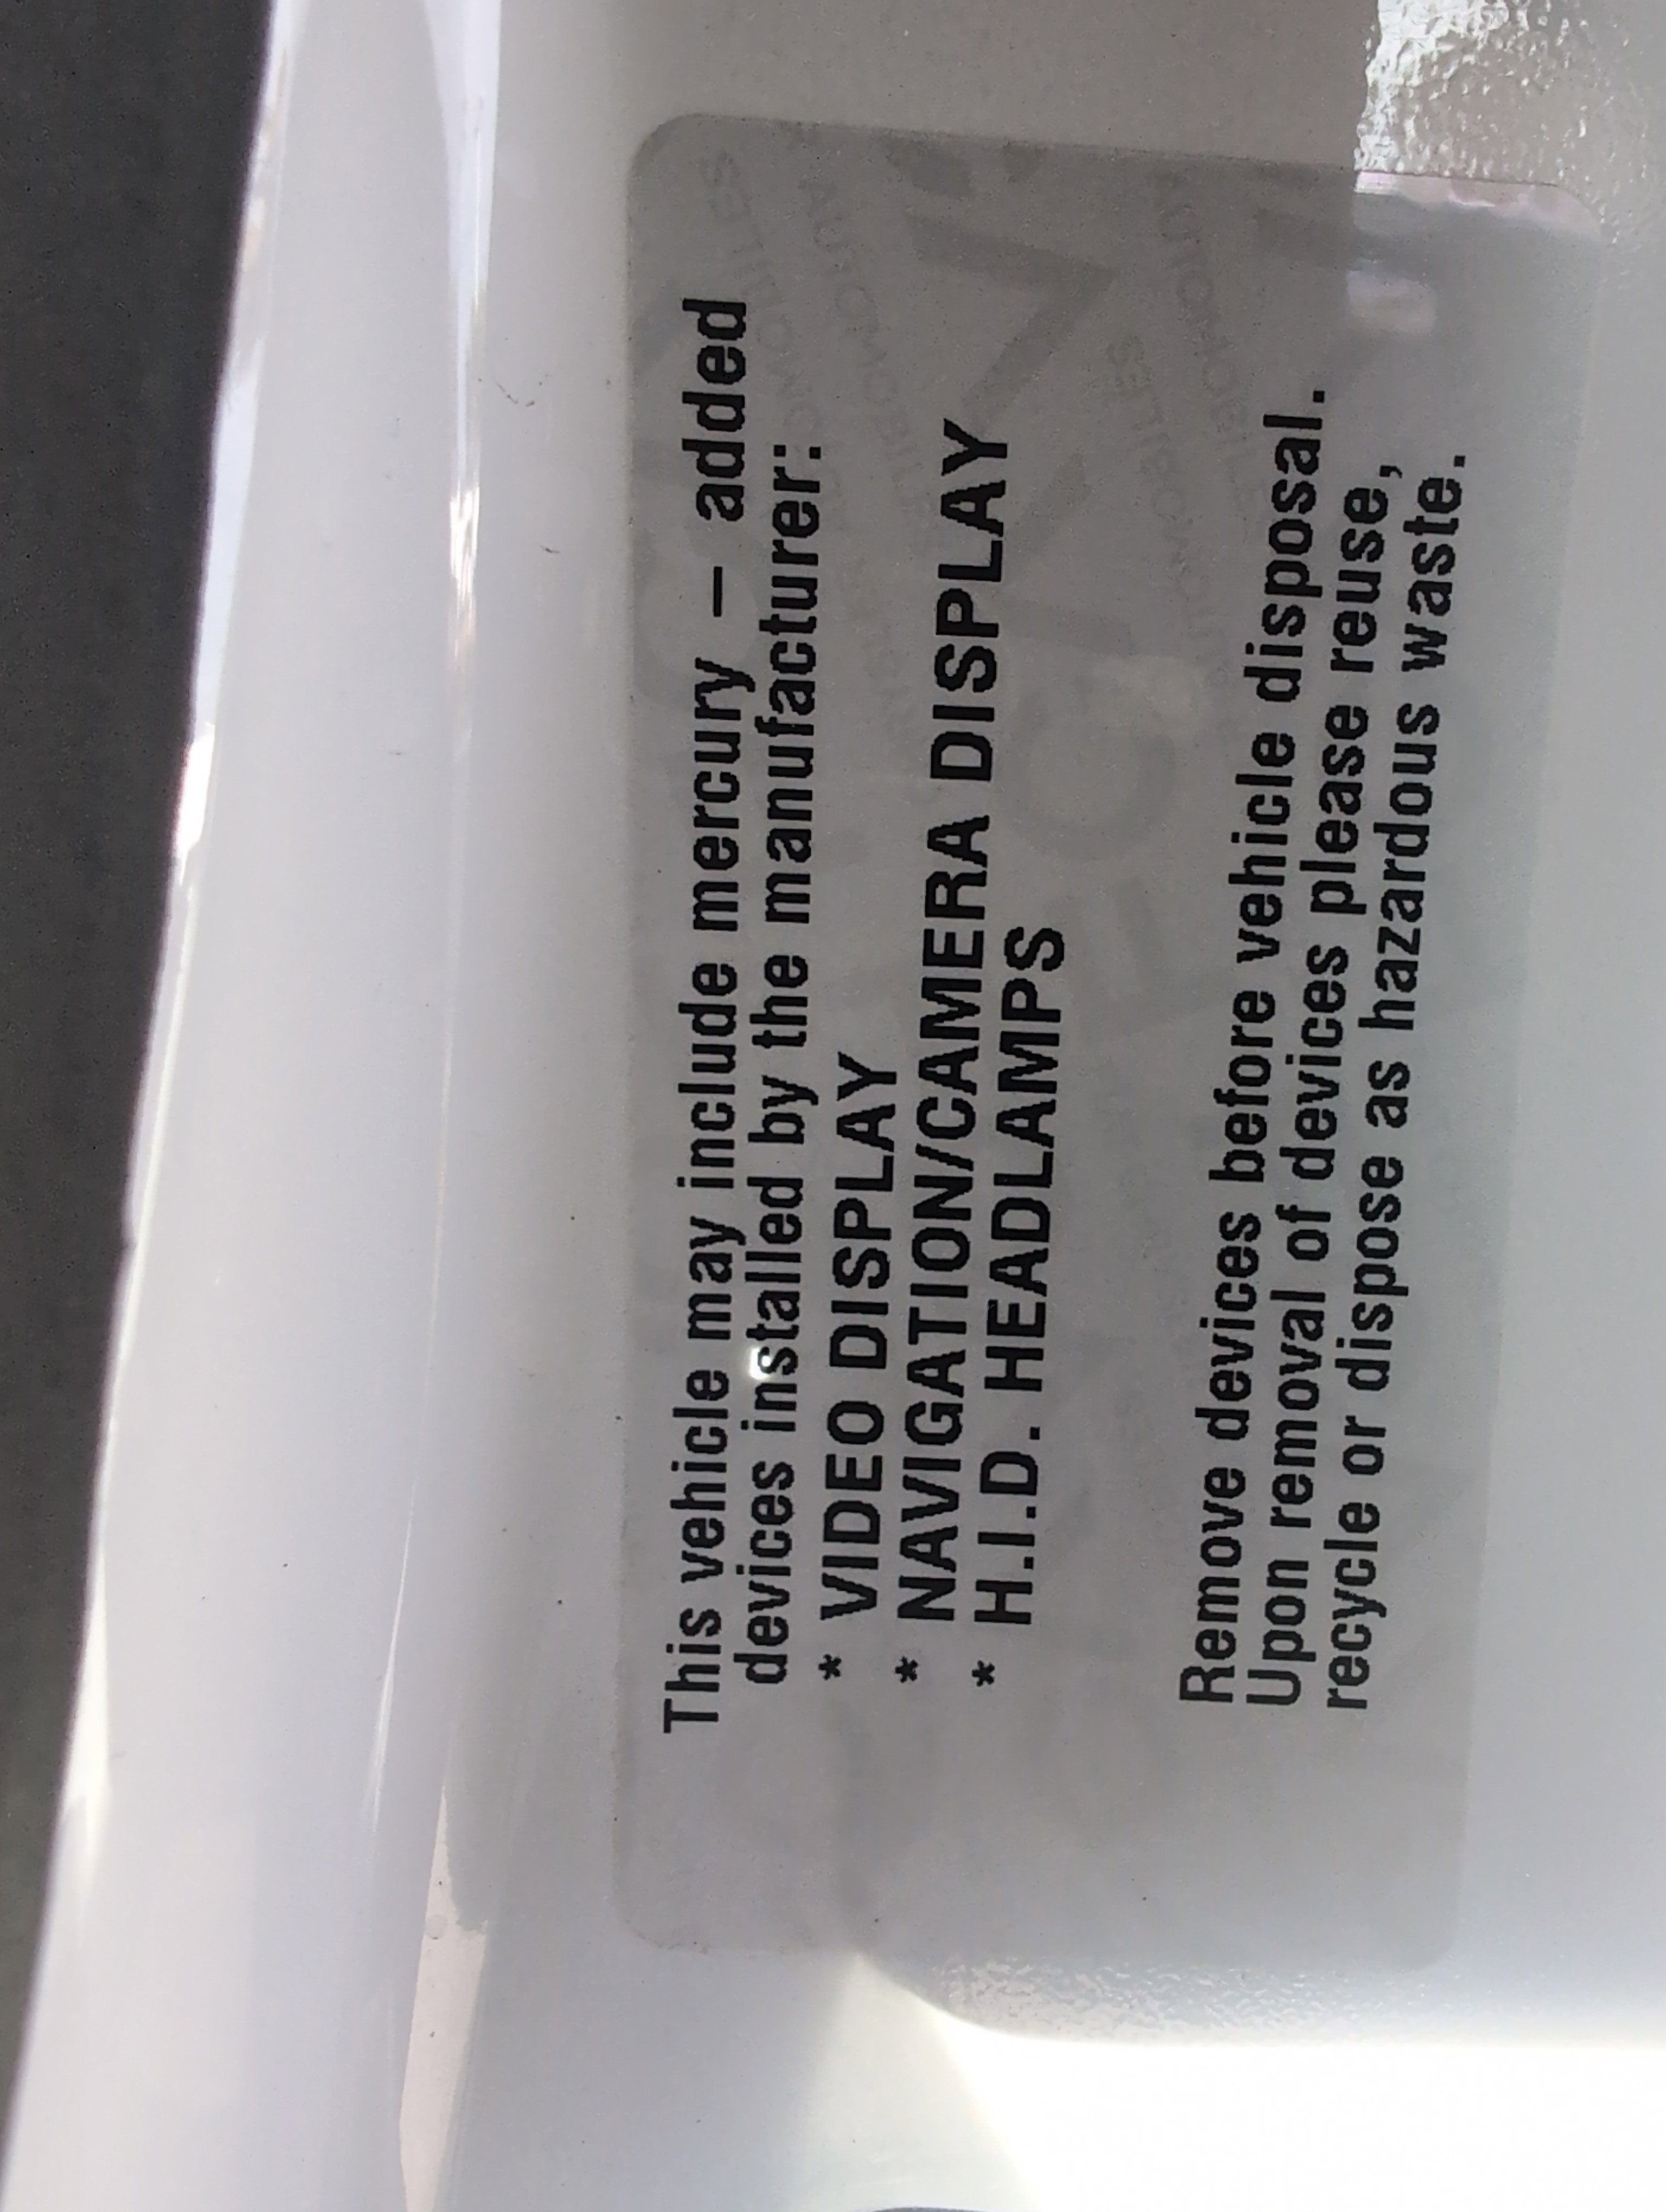 This vehicle may include mercury – added
devices installed by the manufacturer:
* VIDEO DISPLAY
* NAVIGATION/CAMERA DISPLAY
* H.I.D. HEADLAMPS
Remove devices before vehicle disposal.
Upon removal of devices please reuse,
recycle or dispose as hazardous waste.